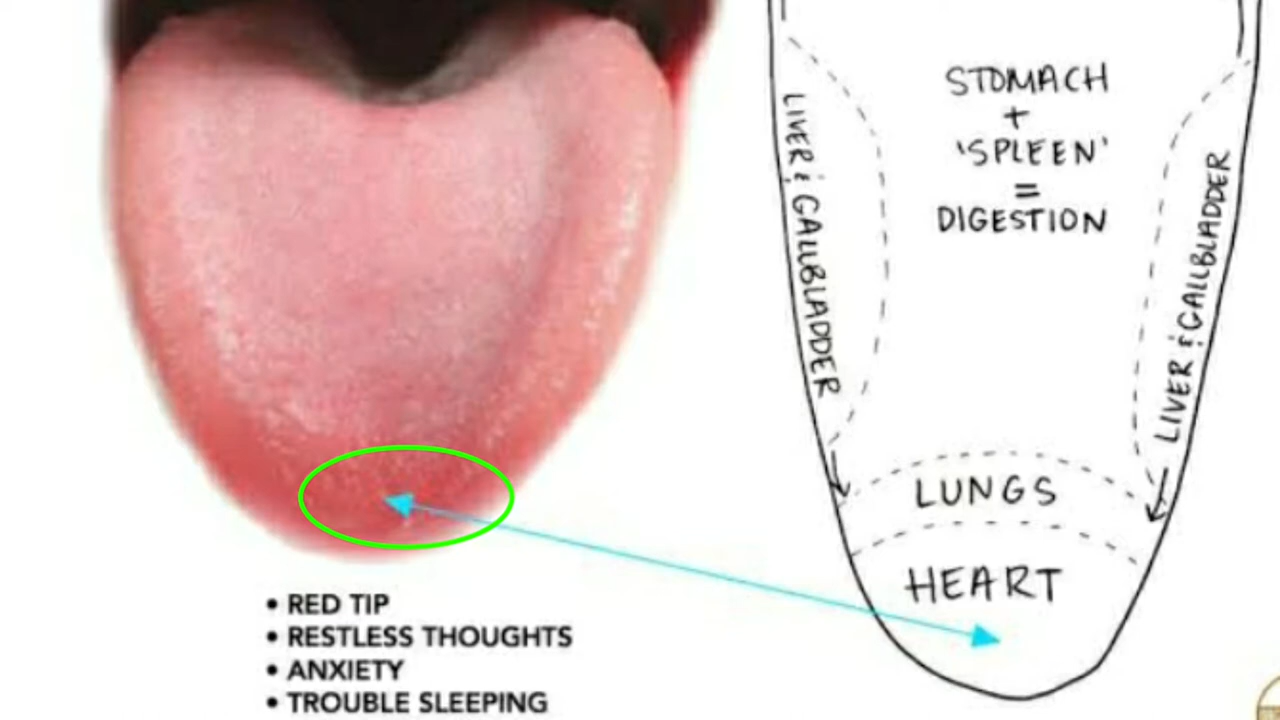 • RED TIP
• RESTLESS THOUGHTS
• ANXIETY
• TROUBLE SLEEPING
STOMACH
+
'SPLEEN'
=
DIGESTION
LIVER & GALLBLADDER
LIVER & GALLBLADDER
LUNGS
HEART